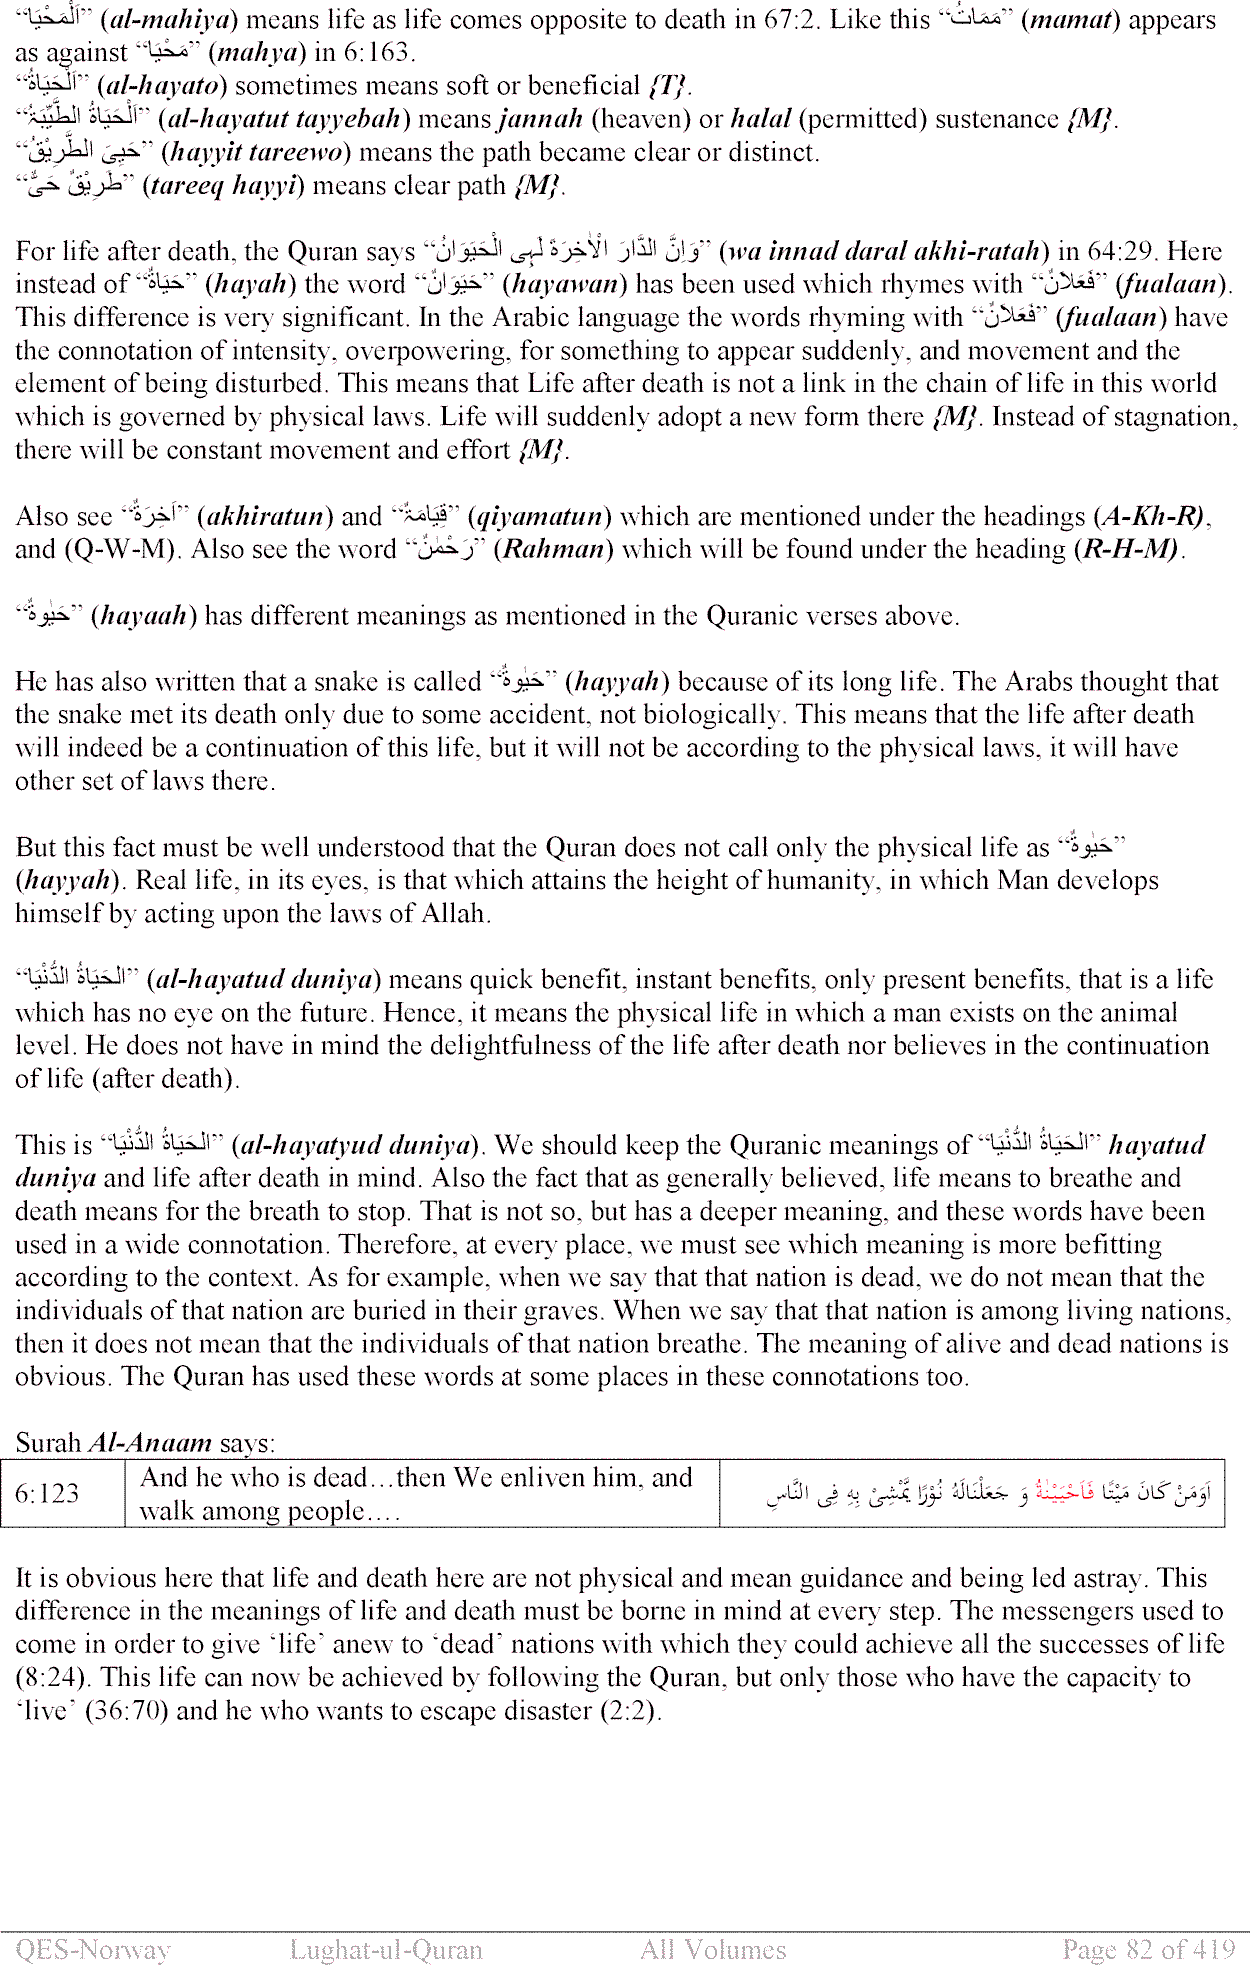 “اَلْمَحْيَا” (al-mahiya) means life as life comes opposite to death in 67:2. Like this “مَمَاتٌ” (mamat) appears
as against “مَحْيَا” (mahya) in 6:163.
“اَلْحَيَاةُ” (al-hayato) sometimes means soft or beneficial {T}.
“اَلْحَيَاةُ الطَّيِّبَۃُ” (al-hayatut tayyebah) means jannah (heaven) or halal (permitted) sustenance {M}.
“حَيِیَ الطَّرِيْقُ” (hayyit tareewo) means the path became clear or distinct.
“طَرِيْقٌ حَیٌّ” (tareeq hayyi) means clear path {M}.
For life after death, the Quran says “وَاِنَّ الدَّارَ الْاٰخِرَةَ لَہِی الْحَيَوَانُ” (wa innad daral akhi-ratah) in 64:29. Here
instead of “حَيَاةٌ” (hayah) the word “حَيَوَانٌ” (hayawan) has been used which rhymes with “فَعَلَانٌ” (fualaan).
This difference is very significant. In the Arabic language the words rhyming with “فَعَلَانٌ” (fualaan) have
the connotation of intensity, overpowering, for something to appear suddenly, and movement and the
element of being disturbed. This means that Life after death is not a link in the chain of life in this world
which is governed by physical laws. Life will suddenly adopt a new form there {M}. Instead of stagnation,
there will be constant movement and effort {M}.
Also see “اٰخِرَةٌ” (akhiratun) and “قِيَامَۃٌ” (qiyamatun) which are mentioned under the headings (A-Kh-R),
and (Q-W-M). Also see the word “رَحْمٰنٌ” (Rahman) which will be found under the heading (R-H-M).
“حَيٰوةٌ” (hayaah) has different meanings as mentioned in the Quranic verses above.
He has also written that a snake is called “حَيٰوةٌ” (hayyah) because of its long life. The Arabs thought that
the snake met its death only due to some accident, not biologically. This means that the life after death
will indeed be a continuation of this life, but it will not be according to the physical laws, it will have
other set of laws there.
But this fact must be well understood that the Quran does not call only the physical life as “حَيٰوةٌ”
(hayyah). Real life, in its eyes, is that which attains the height of humanity, in which Man develops
himself by acting upon the laws of Allah.
“الحَيَاةُ الدُّنْيَا” (al-hayatud duniya) means quick benefit, instant benefits, only present benefits, that is a life
which has no eye on the future. Hence, it means the physical life in which a man exists on the animal
level. He does not have in mind the delightfulness of the life after death nor believes in the continuation
of life (after death).
This is “الحَيَاةُ الدُّنْيَا” (al-hayatyud duniya). We should keep the Quranic meanings of “الحَيَاةُ الدُّنْيَا” hayatud
duniya and life after death in mind. Also the fact that as generally believed, life means to breathe and
death means for the breath to stop. That is not so, but has a deeper meaning, and these words have been
used in a wide connotation. Therefore, at every place, we must see which meaning is more befitting
according to the context. As for example, when we say that that nation is dead, we do not mean that the
individuals of that nation are buried in their graves. When we say that that nation is among living nations,
then it does not mean that the individuals of that nation breathe. The meaning of alive and dead nations is
obvious. The Quran has used these words at some places in these connotations too.
Surah Al-Anaam says:
6:123
And he who is dead…then We enliven him, and
walk among people….
اَوَمَنْ كَانَ مَيْتًا فَاَحْيَيْنٰهُ وَ جَعَلْنَالَهُ نُوْرًا يَّمْشِیْ بِهِ فِی النَّاسِ
It is obvious here that life and death here are not physical and mean guidance and being led astray. This
difference in the meanings of life and death must be borne in mind at every step. The messengers used to
come in order to give ‘life’ anew to ‘dead’ nations with which they could achieve all the successes of life
(8:24). This life can now be achieved by following the Quran, but only those who have the capacity to
‘live’ (36:70) and he who wants to escape disaster (2:2).
QES-Norway Lughat-ul-Quran All Volumes Page 82 of 419